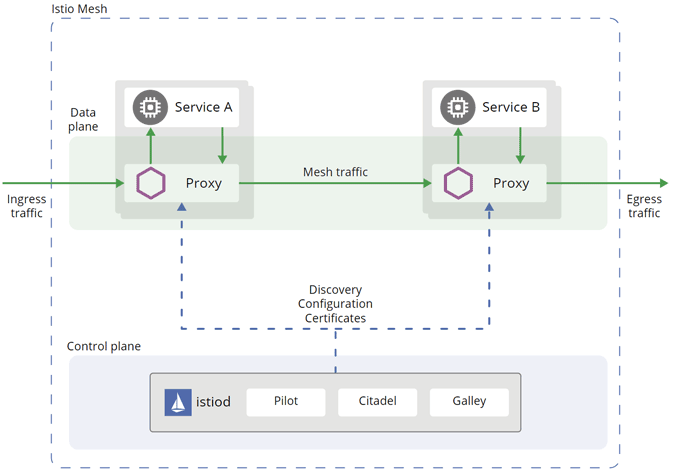 Istio Mesh
Data
plane
Service A
Service B
Proxy
Mesh traffic
Proxy
Ingress
traffic
Egress
traffic
Discovery
Configuration
Certificates
Control plane
istiod
Pilot
Citadel
Galley